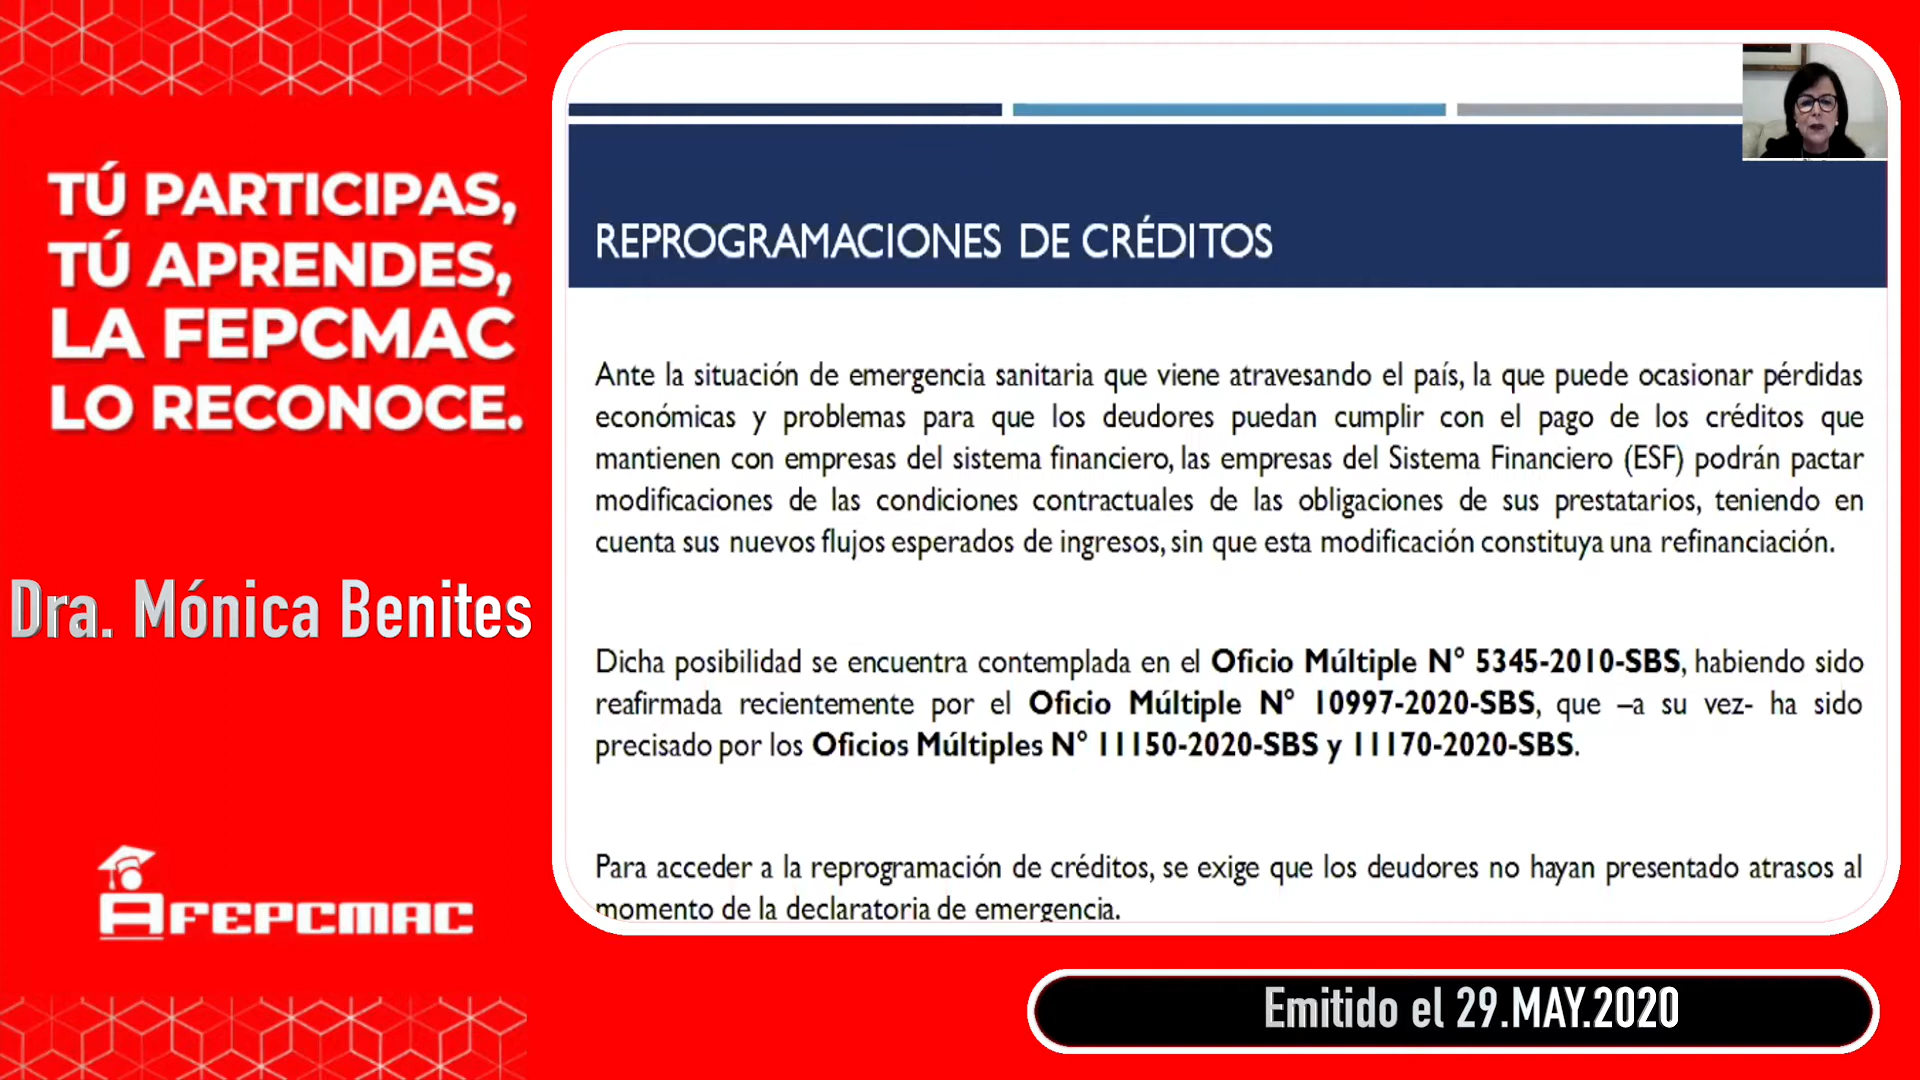 TÚ PARTICIPAS,
TÚ APRENDES,
LA FEPCMAC
LO RECONOCE.
Dra. Mónica Benites
FEPCMAC
REPROGRAMACIONES DE CRÉDITOS
Ante la situación de emergencia sanitaria que viene atravesando el país, la que puede ocasionar pérdidas
económicas y problemas para que los deudores puedan cumplir con el pago de los créditos que
mantienen con empresas del sistema financiero, las empresas del Sistema Financiero (ESF) podrán pactar
modificaciones de las condiciones contractuales de las obligaciones de sus prestatarios, teniendo en
cuenta sus nuevos flujos esperados de ingresos, sin que esta modificación constituya una refinanciación.
Dicha posibilidad se encuentra contemplada en el Oficio Múltiple N° 5345-2010-SBS, habiendo sido
reafirmada recientemente por el Oficio Múltiple N° 10997-2020-SBS, que –a su vez- ha sido
precisado por los Oficios Múltiples N° 11150-2020-SBS y 11170-2020-SBS.
Para acceder a la reprogramación de créditos, se exige que los deudores no hayan presentado atrasos al
momento de la declaratoria de emergencia.
Emitido el 29.MAY.2020